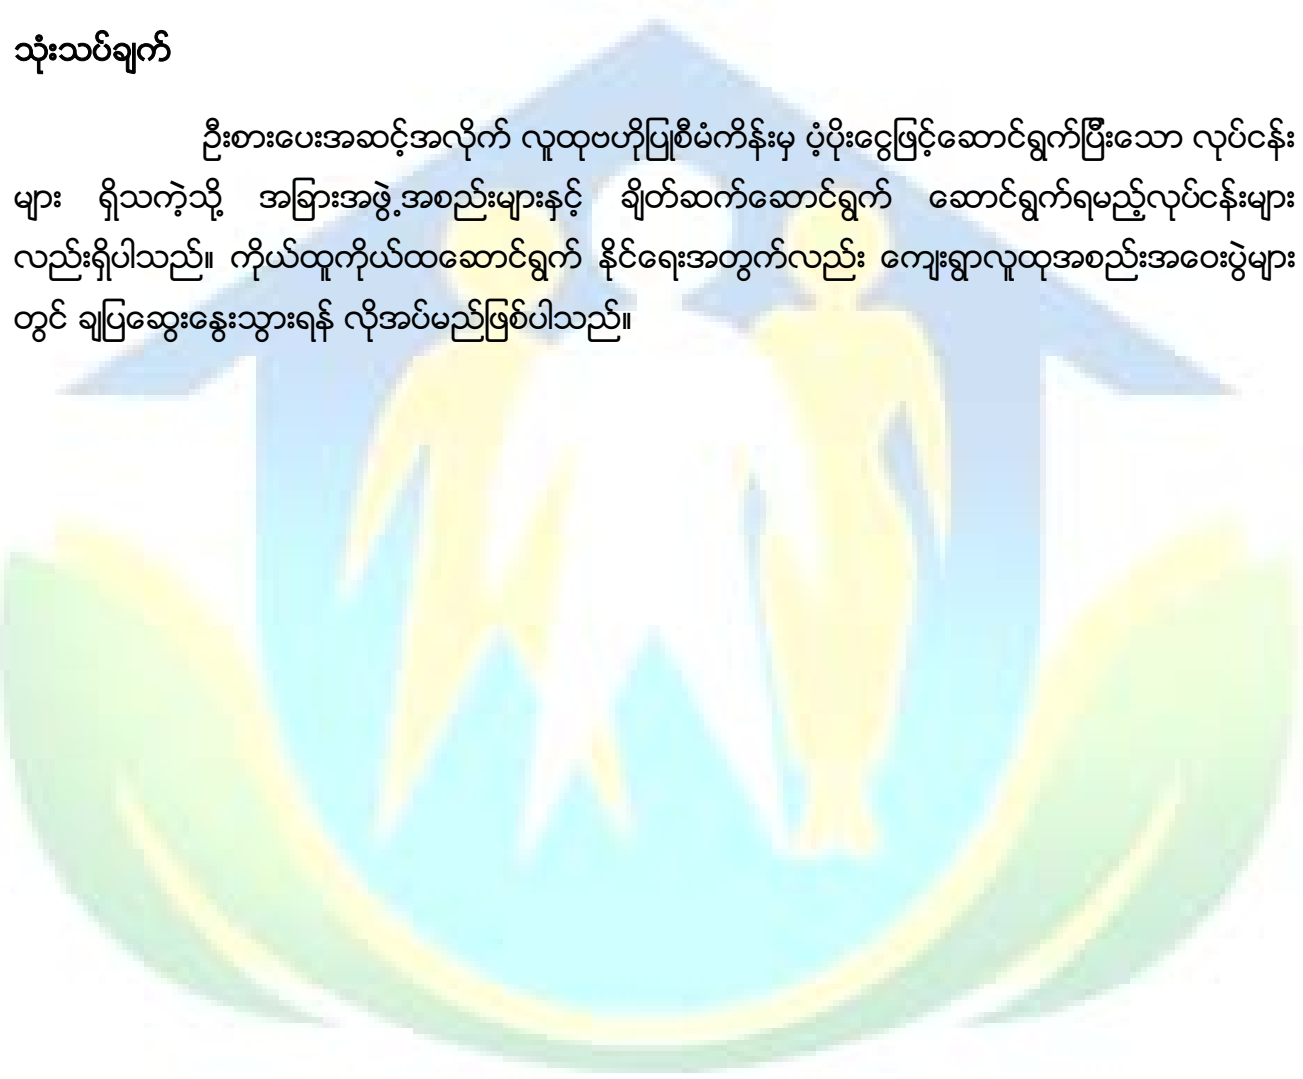 သုံးသပ်ချက်
ဦးစားပေးအဆင့်အလိုက် လူထုဗဟိုပြုစီမံကိန်းမှ ပံ့ပိုးငွေဖြင့်ဆောင်ရွက်ပြီးသော လုပ်ငန်း
များ ရှိသကဲ့သို့ အခြားအဖွဲ့အစည်းများနှင့် ချိတ်ဆက်ဆောင်ရွက် ဆောင်ရွက်ရမည့်လုပ်ငန်းများ
လည်းရှိပါသည်။ ကိုယ်ထူကိုယ်ထဆောင်ရွက် နိုင်ရေးအတွက်လည်း ကျေးရွာလူထုအစည်းအဝေးပွဲများ
တွင် ချပြဆွေးနွေးသွားရန် လိုအပ်မည်ဖြစ်ပါသည်။